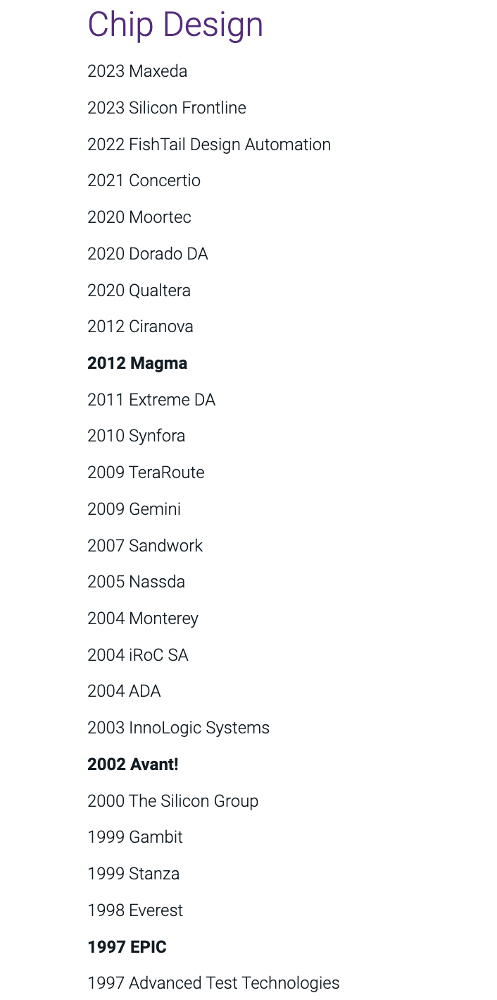 Chip Design
2023 Maxeda
2023 Silicon Frontline
2022 FishTail Design Automation
2021 Concertio
2020 Moortec
2020 Dorado DA
2020 Qualtera
2012 Ciranova
2012 Magma
2011 Extreme DA
2010 Synfora
2009 TeraRoute
2009 Gemini
2007 Sandwork
2005 Nassda
2004 Monterey
2004 iRoC SA
2004 ADA
2003 InnoLogic Systems
2002 Avant!
2000 The Silicon Group
1999 Gambit
1999 Stanza
1998 Everest
1997 EPIC
1997 Advanced Test Technologies